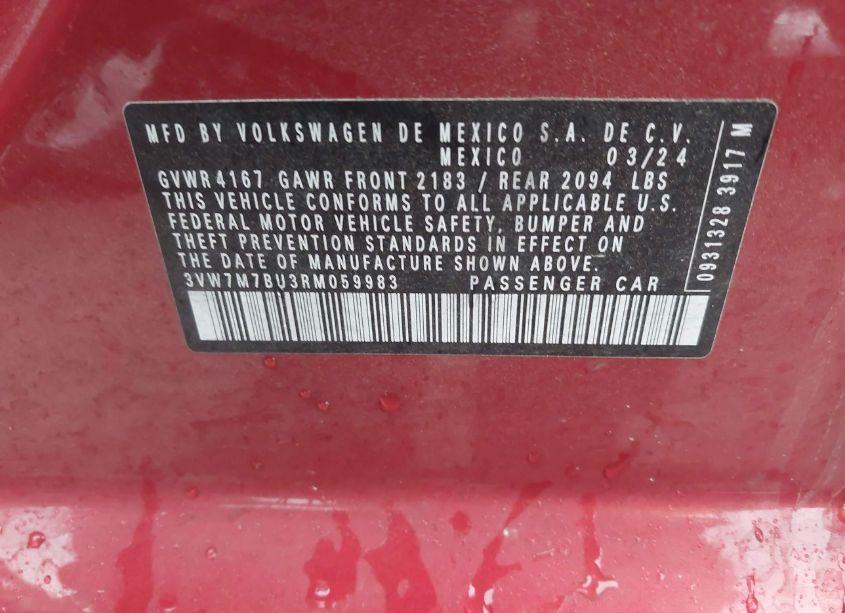 MFD BY VOLKSWAGEN DE MEXICO S.A. DE C.V.
MEXICO 03/24
GVWR 4167 GAWR FRONT 2183 / REAR 2094 LBS
THIS VEHICLE CONFORMS TO ALL APPLICABLE U.S.
FEDERAL MOTOR VEHICLE SAFETY, BUMPER AND
THEFT PREVENTION STANDARDS IN EFFECT ON
THE DATE OF MANUFACTURE SHOWN ABOVE.
3VW7M7BU3RM059983 PASSENGER CAR
0931328 3917 M